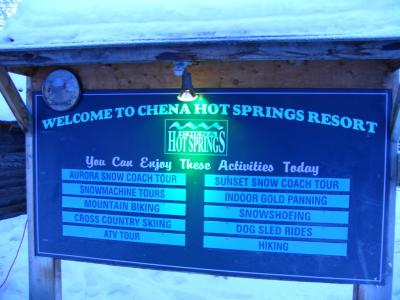 WELCOME TO CHENA HOT SPRINGS RESORT
CHENA
HOT SPRINGS
You Can Enjoy These Activities Today
AURORA SNOW COACH TOUR
SNOWMACHINE TOURS
MOUNTAIN BIKING
CROSS COUNTRY SKIING
ATV TOUR
SUNSET SNOW COACH TOUR
INDOOR GOLD PANNING
SNOWSHOEING
DOG SLED RIDES
HIKING